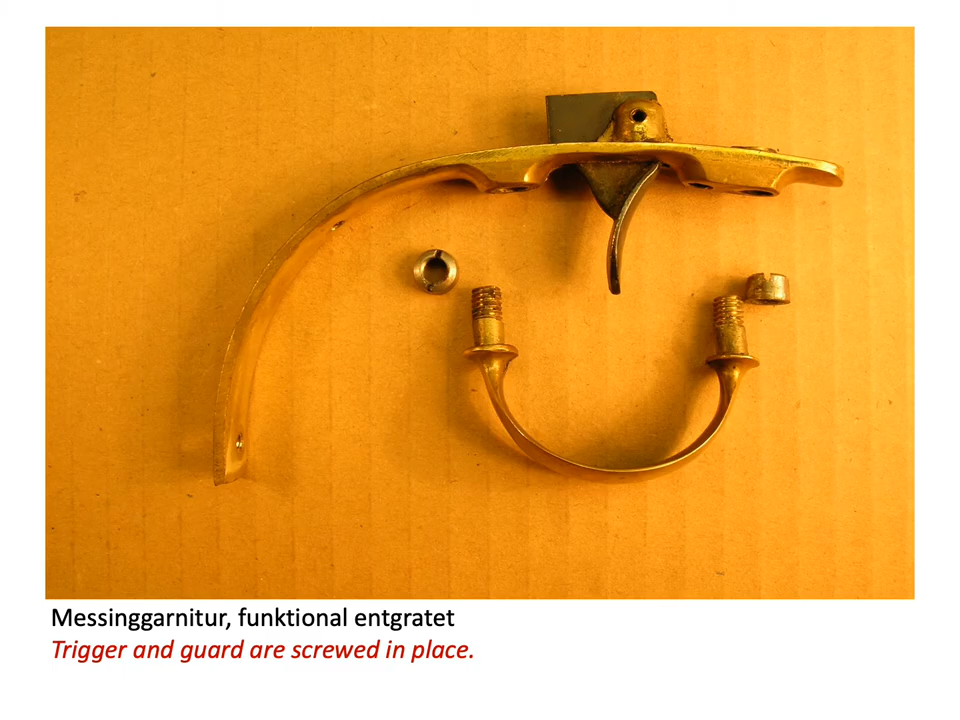 Messinggarnitur, funktional entgratet
Trigger and guard are screwed in place.